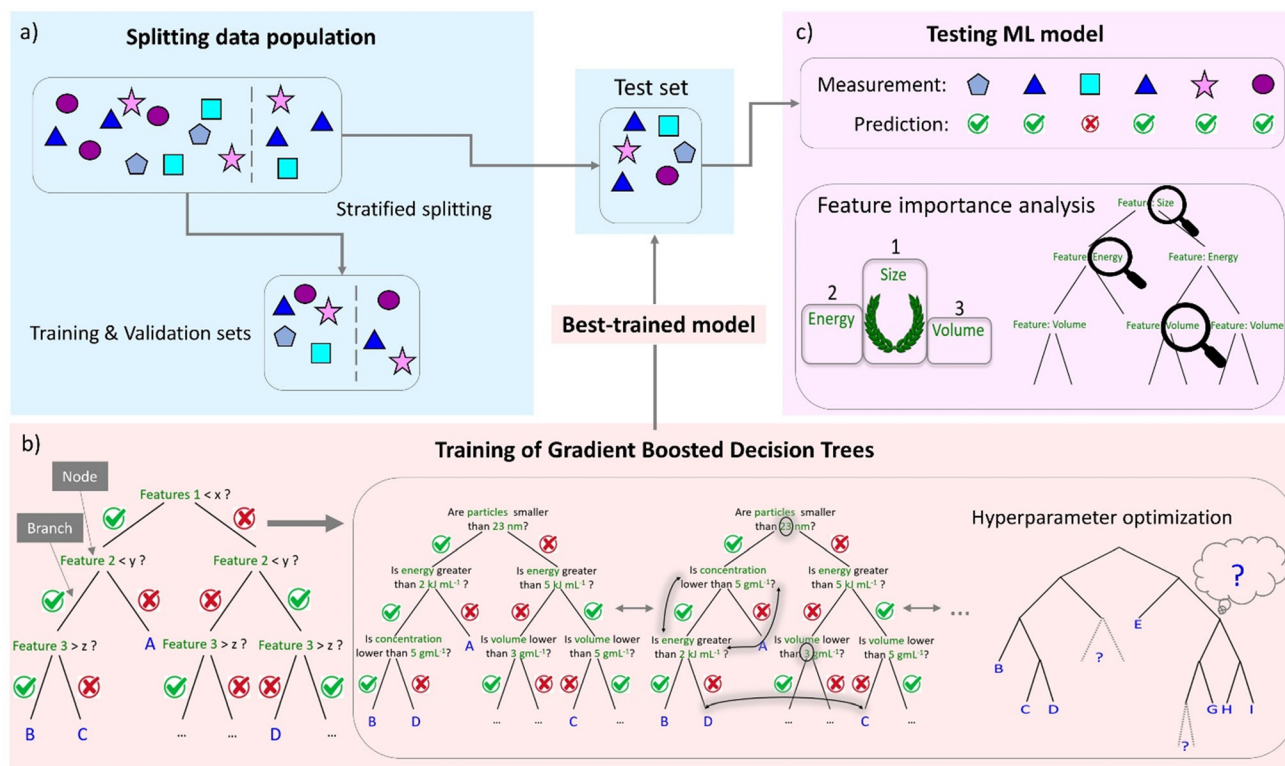 a)
Splitting data population
Stratified splitting
Training & Validation sets
Test set
Best-trained model
c)
Testing ML model
Measurement:
Prediction:
Feature importance analysis
1
Size
2
Energy
3
Volume
Feature: Size
Feature: Energy
Feature: Energy
Feature: Volume
Feature: Volume
Feature: Volume
b)
Training of Gradient Boosted Decision Trees
Node
Branch
Features 1 < x ?
Feature 2 < y ?
Feature 2 < y ?
Feature 3 > z ?
A
Feature 3 > z ?
Feature 3 > z ?
B
C
...
...
D
...
Are particles smaller
than 23 nm?
Is energy greater
than 2 kJ mL⁻¹ ?
Is energy greater
than 5 kJ mL⁻¹ ?
Is concentration
lower than 5 gmL⁻¹?
A
Is volume lower
than 3 gmL⁻¹?
Is volume lower
than 5 gmL⁻¹?
B
D
...
...
C
...
Are particles smaller
than 23 nm?
Is concentration
lower than 5 gmL⁻¹?
Is energy greater
than 5 kJ mL⁻¹ ?
Is energy greater
than 2 kJ mL⁻¹ ?
A
Is volume lower
than 3 gmL⁻¹?
Is volume lower
than 5 gmL⁻¹?
B
D
...
...
C
...
...
Hyperparameter optimization
?
E
B
?
C
D
G
H
I
?